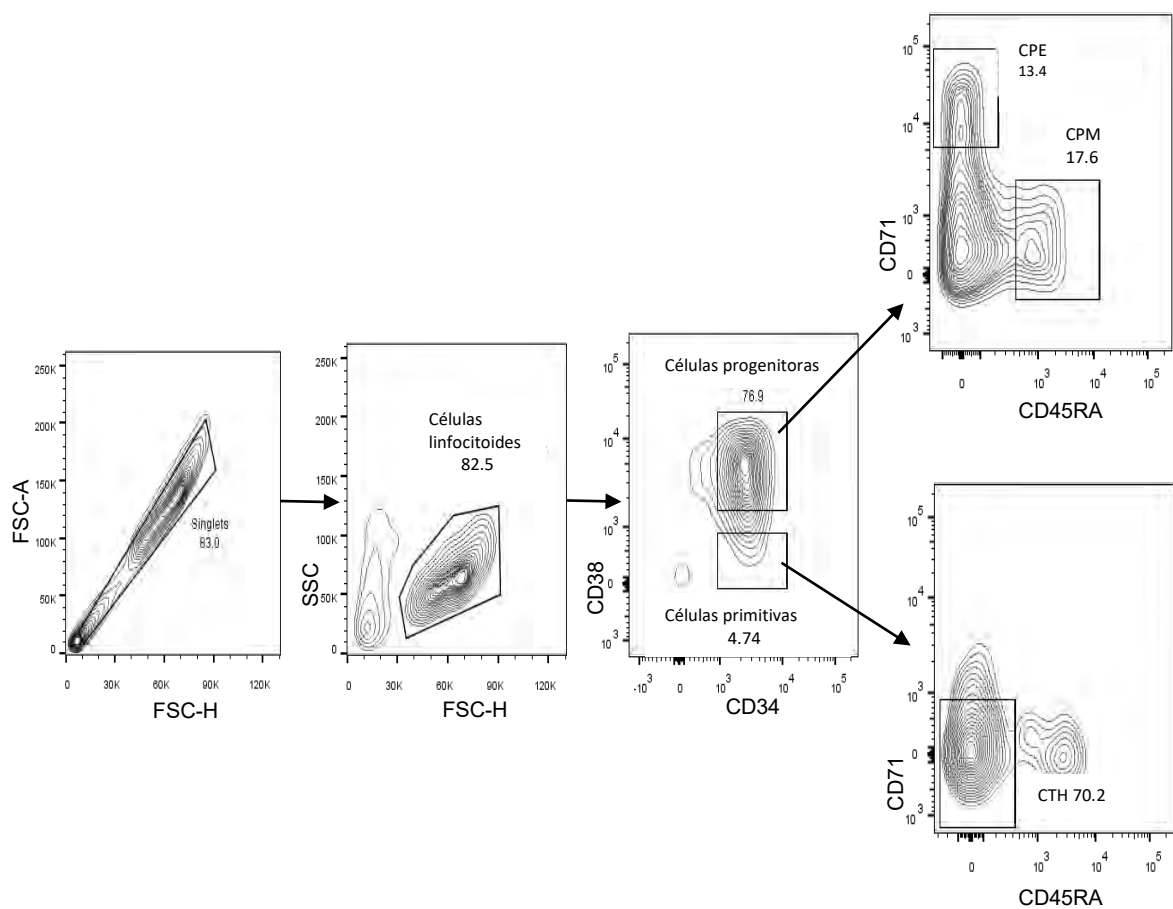 CPE
13.4
CPM
17.6
10^5
10^4
10^3
0
10^3
CD71
0
10^3
10^4
10^5
CD45RA
250K
200K
150K
100K
50K
0
FSC-A
Singlets
83.0
0
30K
60K
90K
120K
FSC-H
250K
200K
150K
100K
50K
0
SSC
Células
linfocitoides
82.5
0
30K
60K
90K
120K
FSC-H
10^5
10^4
10^3
0
10^3
CD38
Células progenitoras
76.9
Células primitivas
4.74
-10^3
0
10^3
10^4
10^5
CD34
10^5
10^4
10^3
0
10^3
CD71
CTH 70.2
0
10^3
10^4
10^5
CD45RA